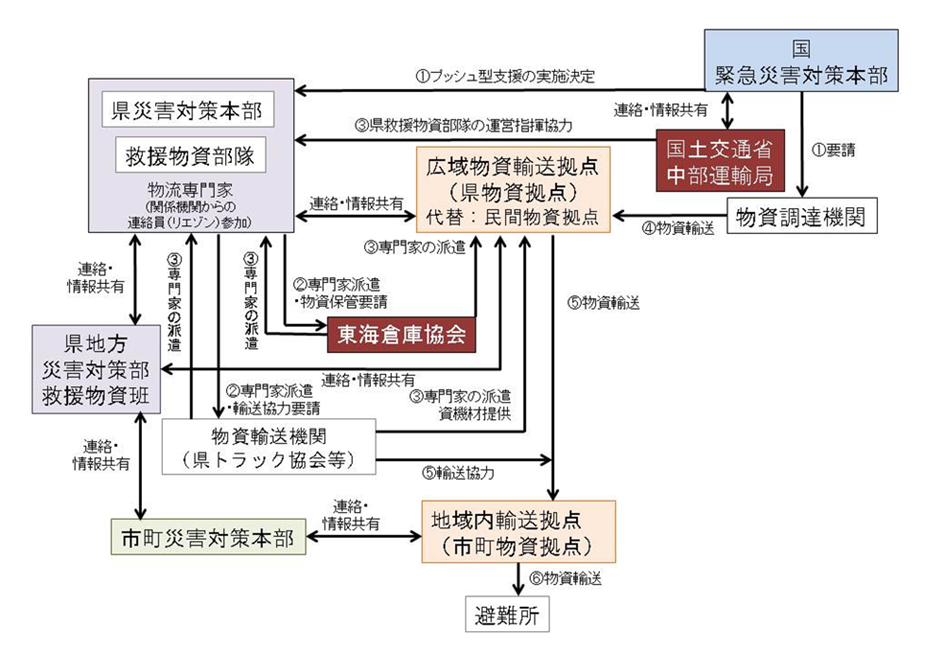 国
緊急災害対策本部
①プッシュ型支援の実施決定
県災害対策本部
救援物資部隊
物流専門家
(関係機関からの
連絡員(リエゾン)参加)
連絡・情報共有
③県救援物資部隊の運営指揮協力
国土交通省
中部運輸局
①要請
広域物資輸送拠点
(県物資拠点)
代替：民間物資拠点
連絡・情報共有
④物資輸送
物資調達機関
③専門家の派遣
連絡・
情報共有
③専門家の派遣
③専門家の派遣
②専門家派遣
・物資保管要請
⑤物資輸送
東海倉庫協会
県地方
災害対策部
救援物資班
連絡・情報共有
②専門家派遣
・輸送協力要請
③専門家の派遣
資機材提供
物資輸送機関
(県トラック協会等)
連絡・
情報共有
⑤輸送協力
連絡・
情報共有
市町災害対策本部
地域内輸送拠点
(市町物資拠点)
⑥物資輸送
避難所